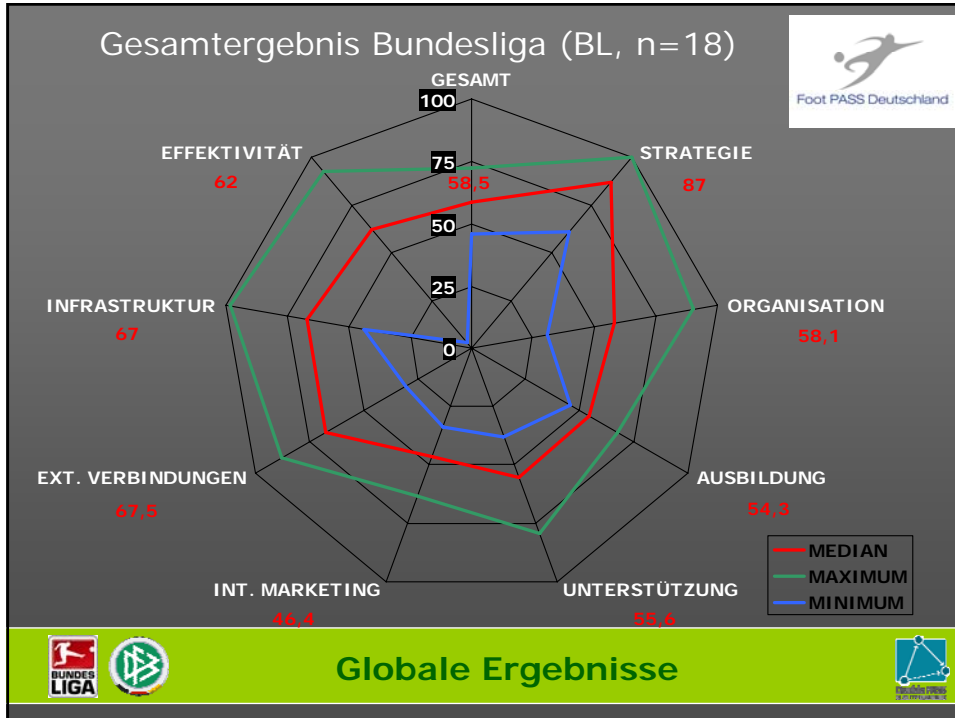 Gesamtergebnis Bundesliga (BL, n=18)
Foot PASS Deutschland
GESAMT
58,5
STRATEGIE
87
ORGANISATION
58,1
AUSBILDUNG
54,3
UNTERSTÜTZUNG
55,6
INT. MARKETING
46,4
EXT. VERBINDUNGEN
67,5
INFRASTRUKTUR
67
EFFEKTIVITÄT
62
100
75
50
25
0
MEDIAN
MAXIMUM
MINIMUM
BUNDES
LIGA
DFB
Globale Ergebnisse